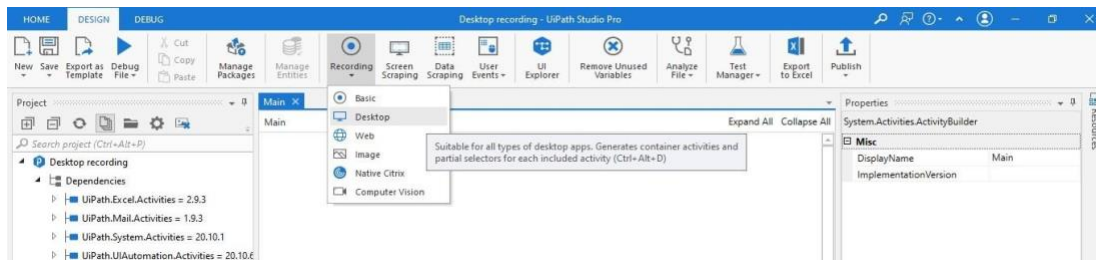 HOME DESIGN DEBUG Desktop recording - UiPath Studio Pro
New Save Export as Template Debug File Cut Copy Paste Manage Packages Manage Entities Recording Screen Scraping Data Scraping User Events UI Explorer Remove Unused Variables Analyze File Test Manager Export to Excel Publish
Project Main Properties
Basic
Desktop
Web
Image
Native Citrix
Computer Vision
Main Expand All Collapse All System.Activities.ActivityBuilder
Suitable for all types of desktop apps. Generates container activities and
partial selectors for each included activity (Ctrl+Alt+D)
Misc
DisplayName Main
ImplementationVersion
Search project (Ctrl+Alt+P)
Desktop recording
Dependencies
UiPath.Excel.Activities = 2.9.3
UiPath.Mail.Activities = 1.9.3
UiPath.System.Activities = 20.10.1
UiPath.UIAutomation.Activities = 20.10.6
Resources